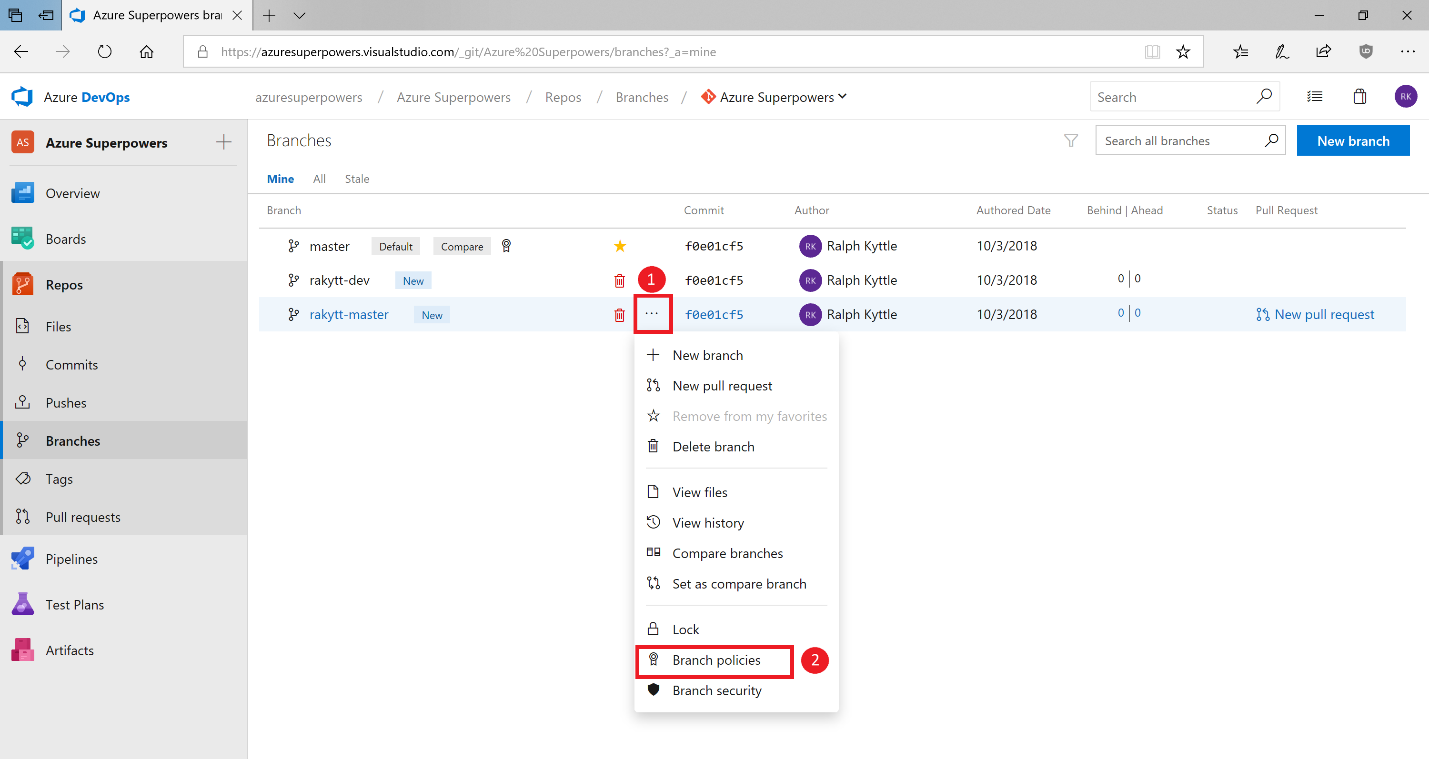 Azure Superpowers bra
https://azuresuperpowers.visualstudio.com/_git/Azure%20Superpowers/branches?_a=mine
Azure DevOps
azuresuperpowers / Azure Superpowers / Repos / Branches / Azure Superpowers
Search
RK
AS Azure Superpowers
Overview
Boards
Repos
Files
Commits
Pushes
Branches
Tags
Pull requests
Pipelines
Test Plans
Artifacts
Branches
Search all branches
New branch
Mine All Stale
Branch Commit Author Authored Date Behind | Ahead Status Pull Request
master Default Compare f0e01cf5 RK Ralph Kyttle 10/3/2018
rakytt-dev New 1 f0e01cf5 RK Ralph Kyttle 10/3/2018 0 | 0
rakytt-master New ... f0e01cf5 RK Ralph Kyttle 10/3/2018 0 | 0 New pull request
New branch
New pull request
Remove from my favorites
Delete branch
View files
View history
Compare branches
Set as compare branch
Lock
Branch policies 2
Branch security